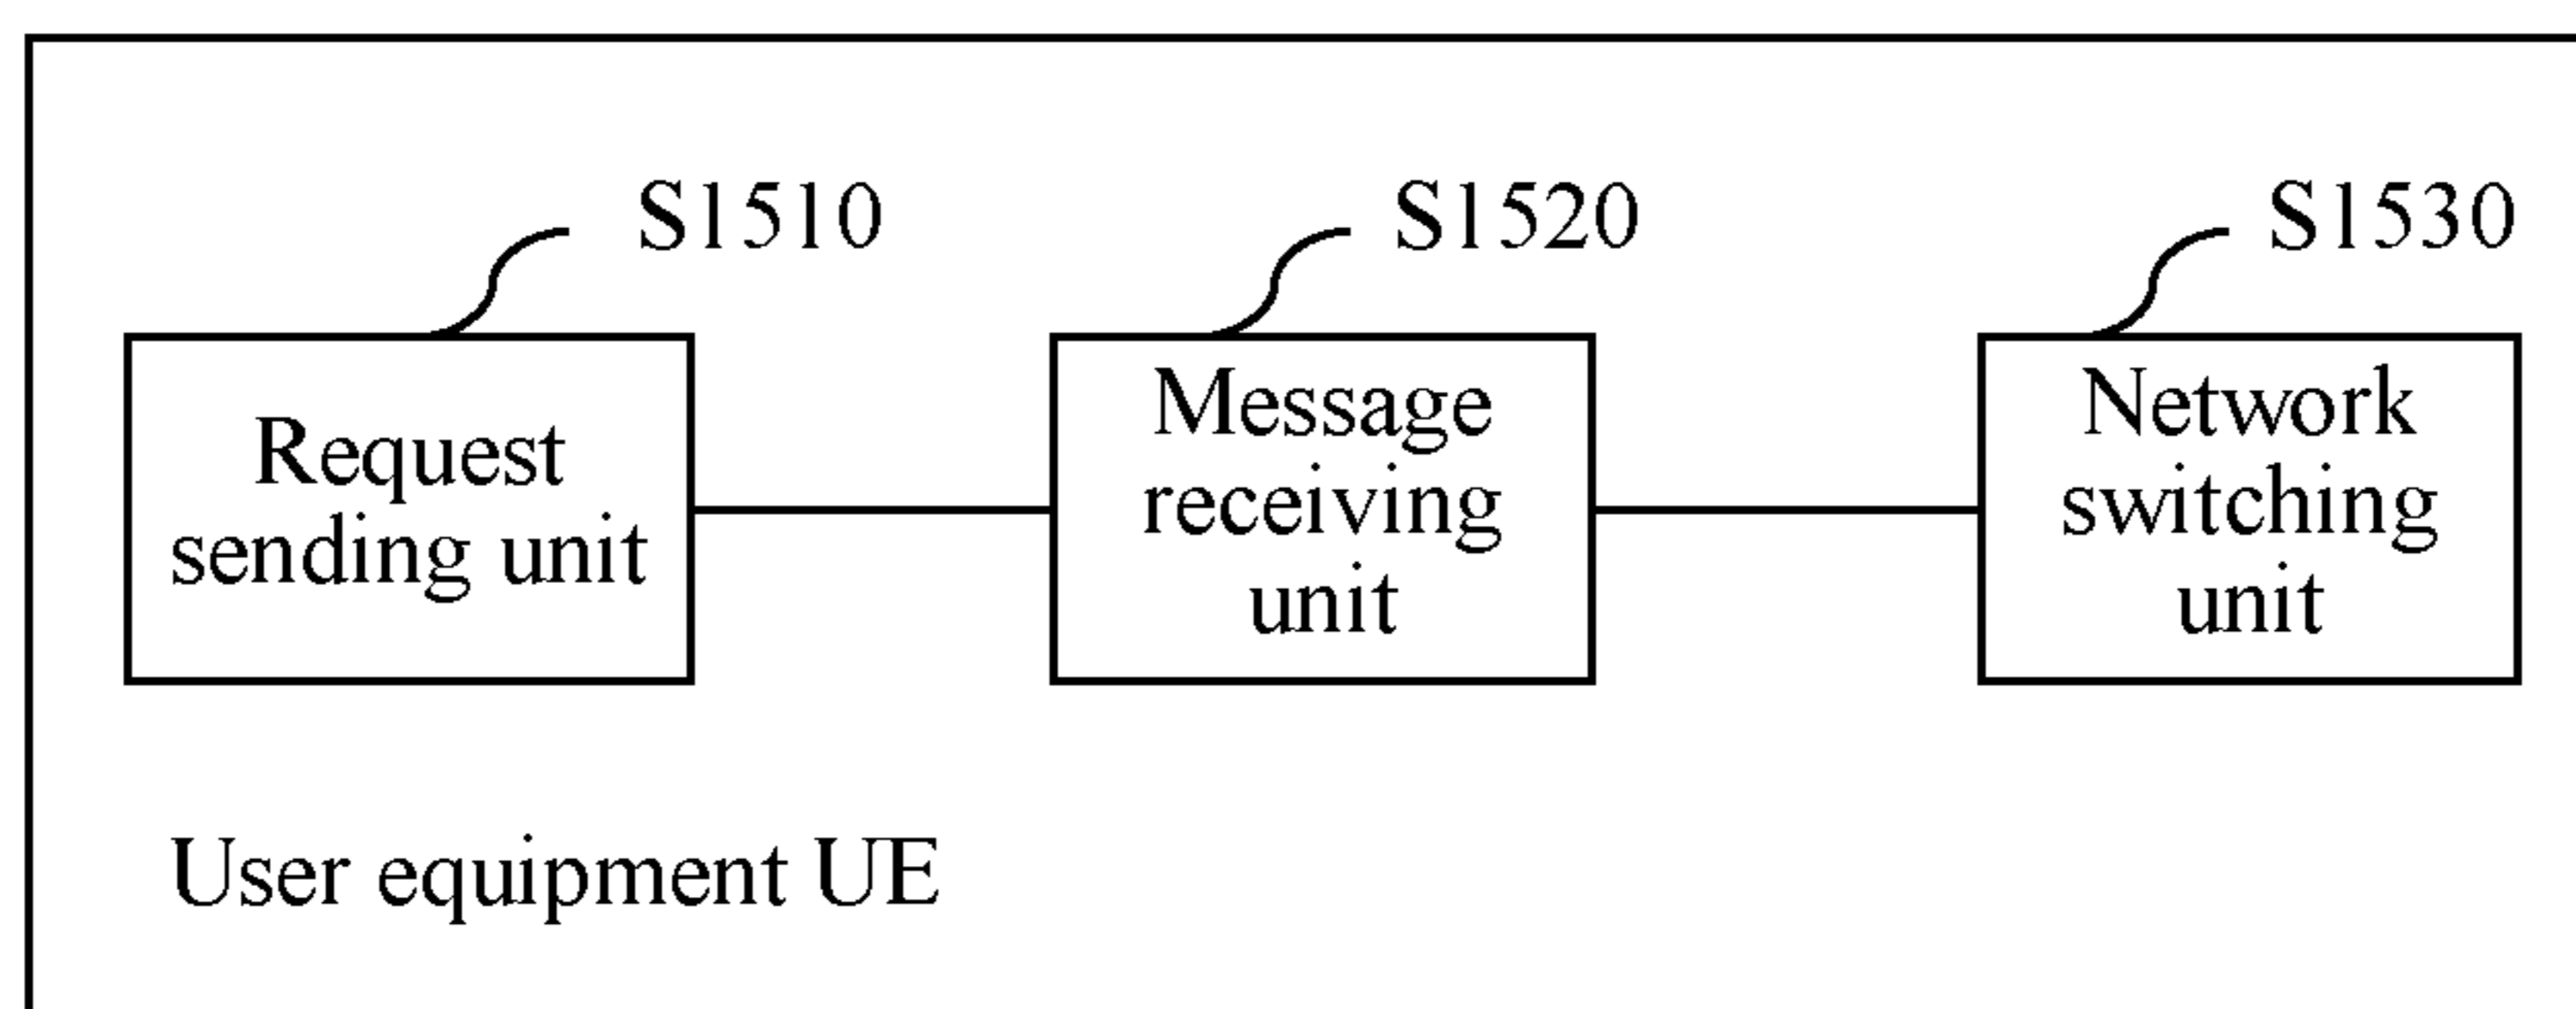 S1510
S1520
S1530
Request
sending unit
Message
receiving
unit
Network
switching
unit
User equipment UE